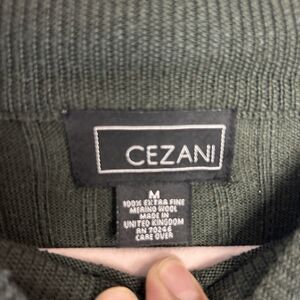 CEZANI
M
100% EXTRA FINE
MERINO WOOL
MADE IN
UNITED KINGDOM
RN 70246
CARE OVER